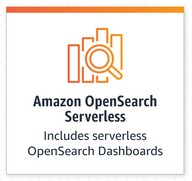 Amazon OpenSearch
Serverless
Includes serverless
OpenSearch Dashboards